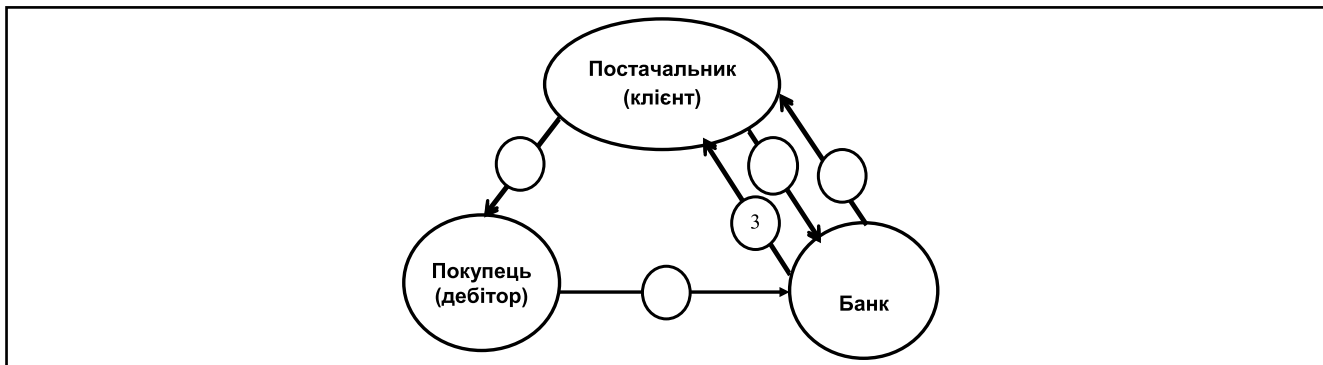 Постачальник
(клієнт)
3
Покупець
(дебітор)
Банк